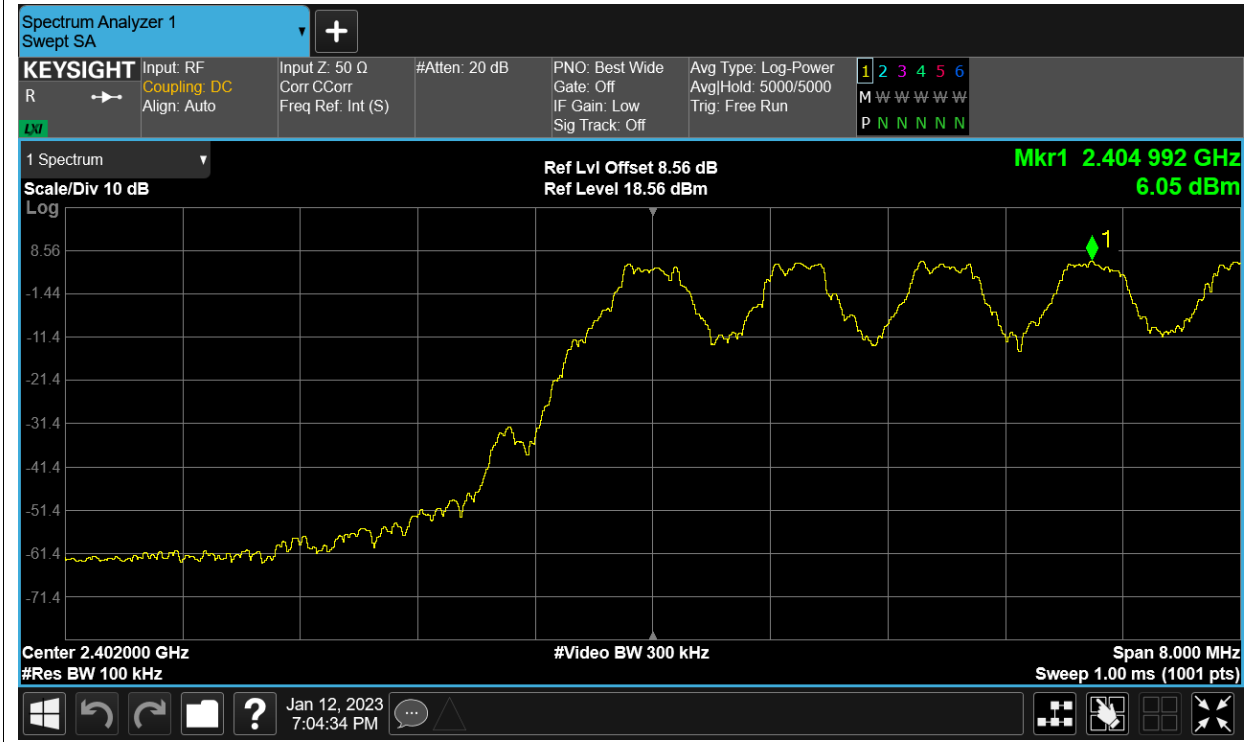 Spectrum Analyzer 1
Swept SA
+
KEYSIGHT
R
LXI
Input: RF
Coupling: DC
Align: Auto
Input Z: 50 Ω
Corr CCorr
Freq Ref: Int (S)
#Atten: 20 dB
PNO: Best Wide
Gate: Off
IF Gain: Low
Sig Track: Off
Avg Type: Log-Power
Avg|Hold: 5000/5000
Trig: Free Run
1 2 3 4 5 6
M W W W W W W
P N N N N N N
1 Spectrum
Scale/Div 10 dB
Log
Ref Lvl Offset 8.56 dB
Ref Level 18.56 dBm
Mkr1 2.404 992 GHz
6.05 dBm
1
8.56
-1.44
-11.4
-21.4
-31.4
-41.4
-51.4
-61.4
-71.4
Center 2.402000 GHz
#Res BW 100 kHz
#Video BW 300 kHz
Span 8.000 MHz
Sweep 1.00 ms (1001 pts)
?
Jan 12, 2023
7:04:34 PM